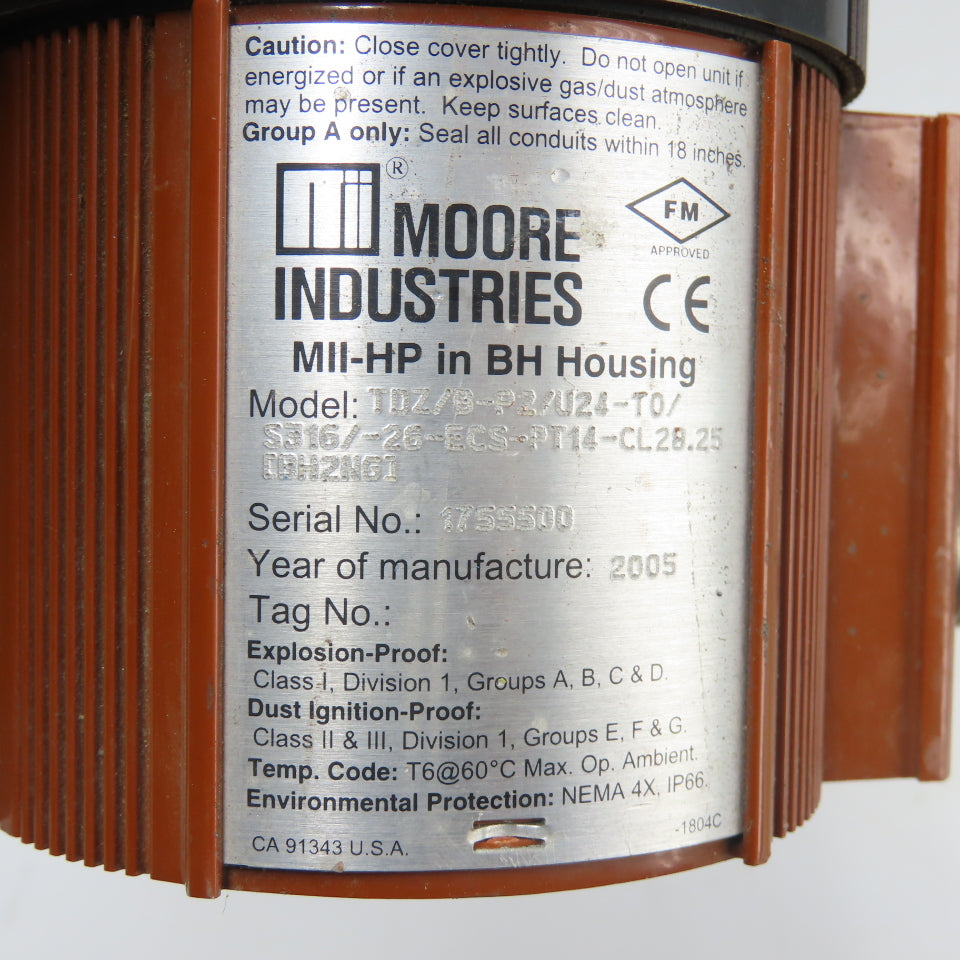 Caution: Close cover tightly. Do not open unit if
energized or if an explosive gas/dust atmosphere
may be present. Keep surfaces clean.
Group A only: Seal all conduits within 18 inches.
®
MOORE
INDUSTRIES
FM
APPROVED
CE
MII-HP in BH Housing
Model: TDZ/B-PZ/U24-TO/
S316/-26-ECS-PT14-CL28.25
[BH2NG]
Serial No.: 1755500
Year of manufacture: 2005
Tag No.:
Explosion-Proof:
Class I, Division 1, Groups A, B, C & D.
Dust Ignition-Proof:
Class II & III, Division 1, Groups E, F & G.
Temp. Code: T6@60°C Max. Op. Ambient.
Environmental Protection: NEMA 4X, IP66.
-1804C
CA 91343 U.S.A.